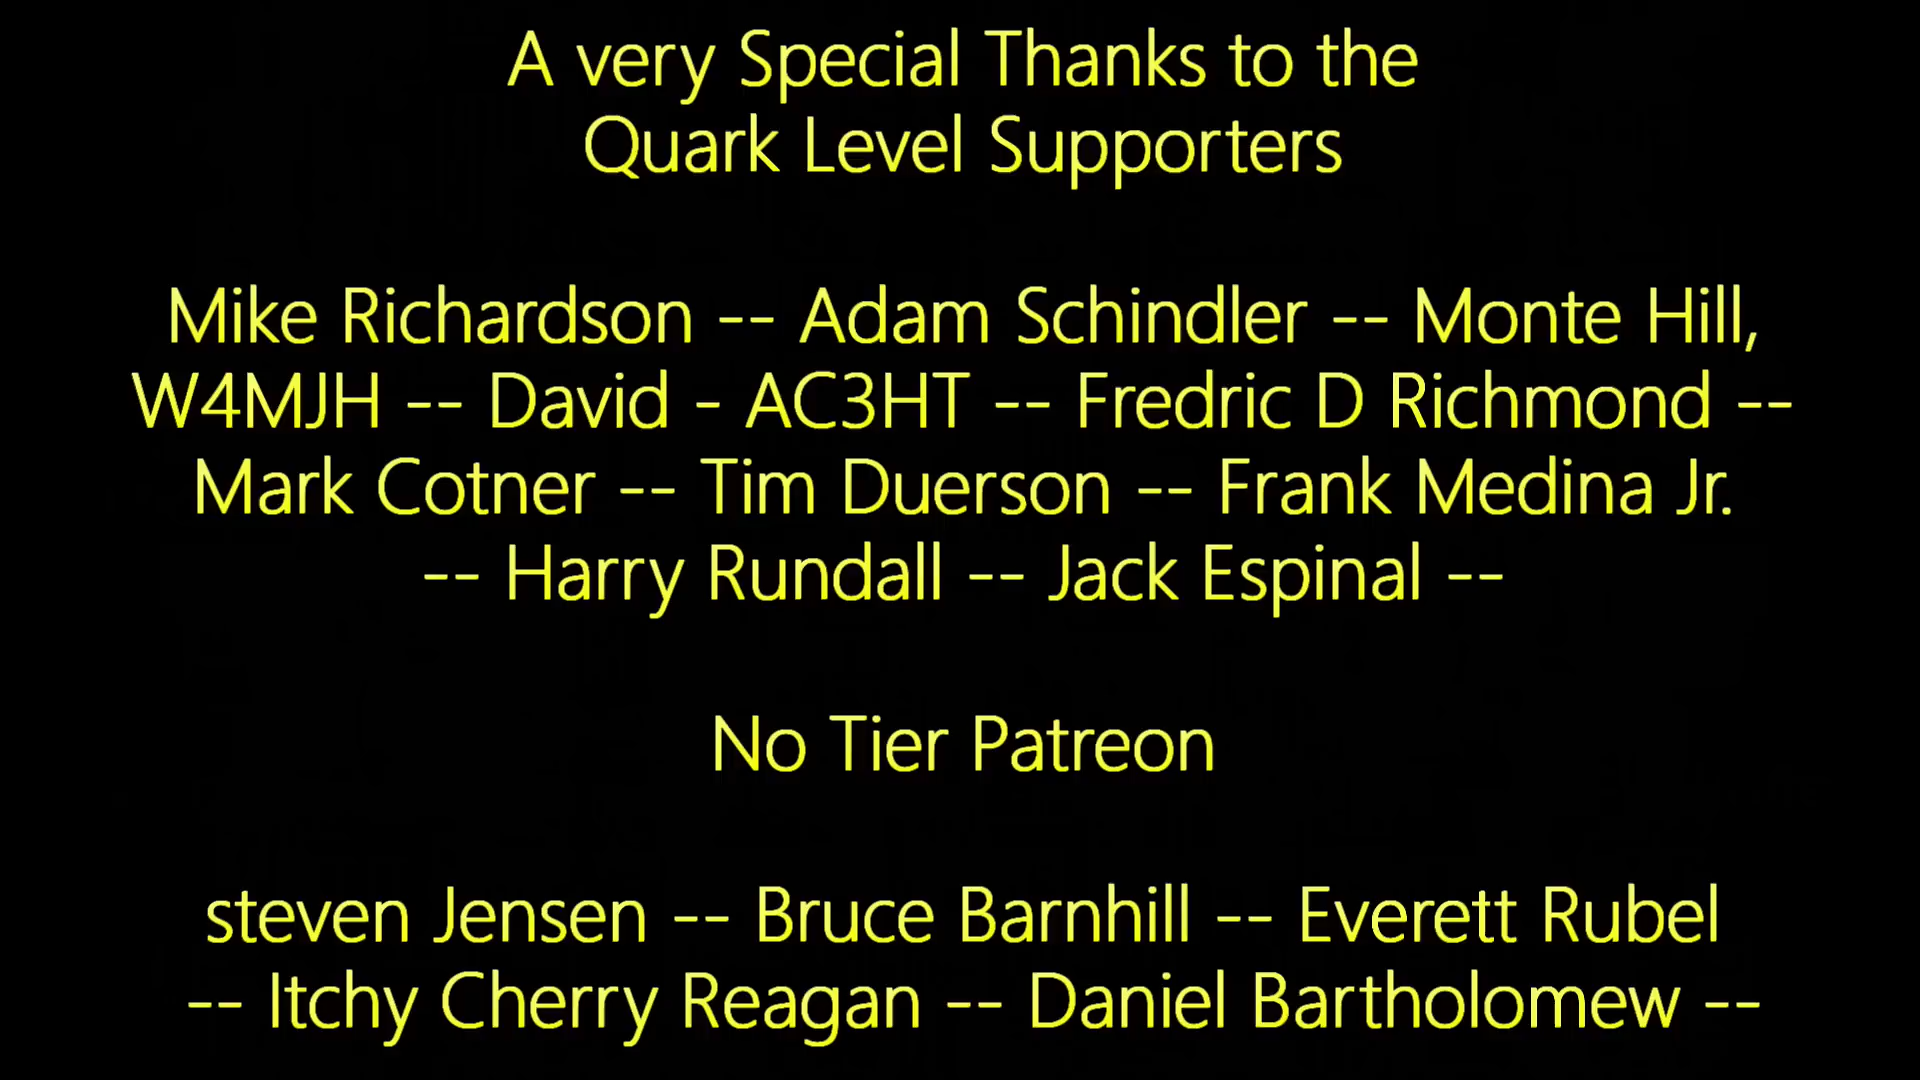 A very Special Thanks to the
Quark Level Supporters
Mike Richardson -- Adam Schindler -- Monte Hill,
W4MJH -- David - AC3HT -- Fredric D Richmond --
Mark Cotner -- Tim Duerson -- Frank Medina Jr.
-- Harry Rundall -- Jack Espinal --
No Tier Patreon
steven Jensen -- Bruce Barnhill -- Everett Rubel
-- Itchy Cherry Reagan -- Daniel Bartholomew --